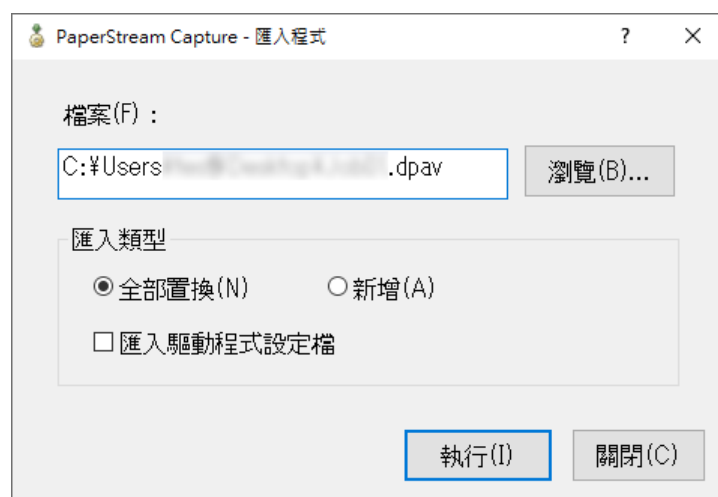 PaperStream Capture - 匯入程式
檔案(F)：
C:¥Users
.dpav
瀏覽(B)...
匯入類型
全部置換(N)
新增(A)
匯入驅動程式設定檔
執行(I)
關閉(C)